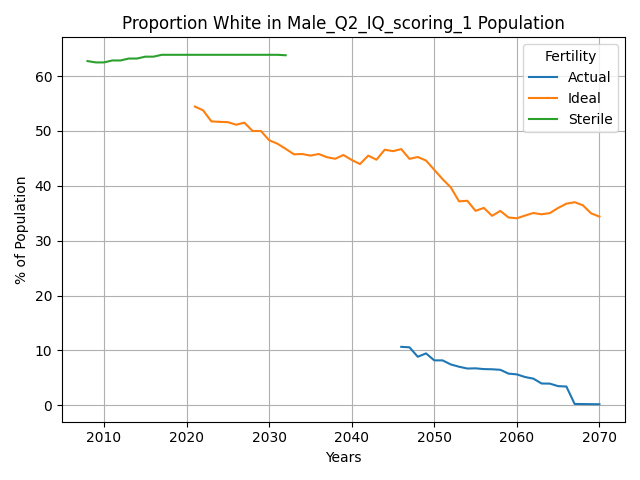 Proportion White in Male_Q2_IQ_scoring_1 Population
Fertility
Actual
Ideal
Sterile
% of Population
60
50
40
30
20
10
0
2010 2020 2030 2040 2050 2060 2070
Years